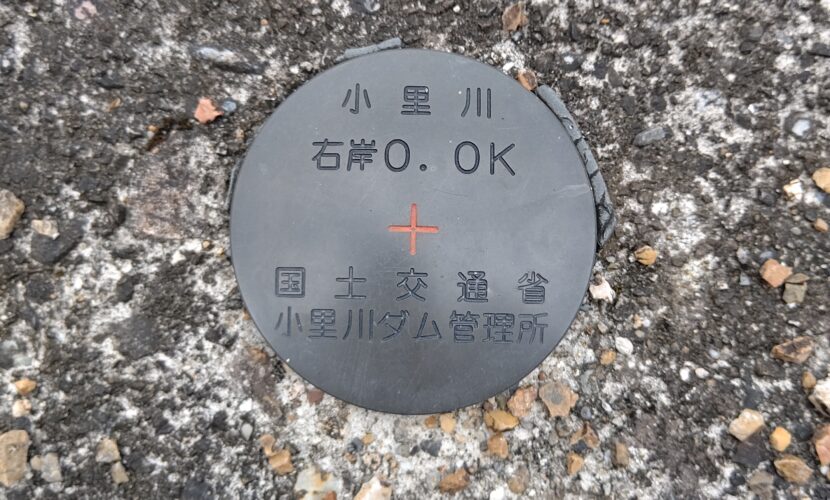 小里川
右岸0.0K
国土交通省
小里川ダム管理所